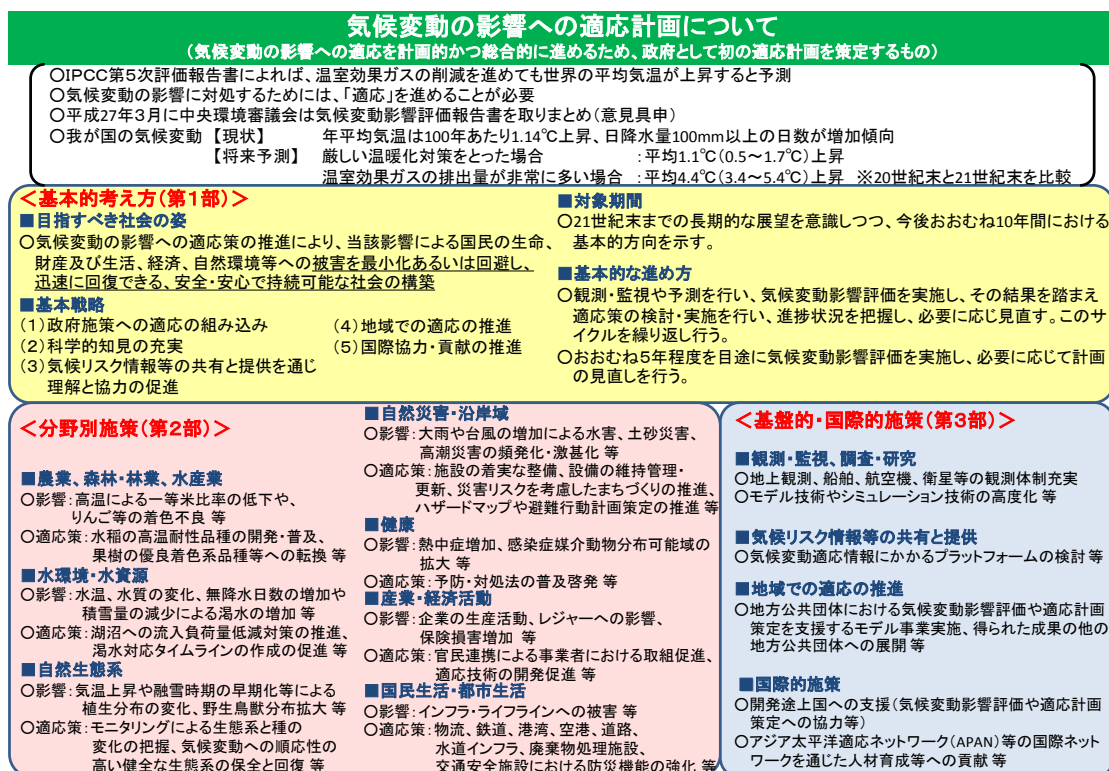 気候変動の影響への適応計画について
(気候変動の影響への適応を計画的かつ総合的に進めるため、政府として初の適応計画を策定するもの)
○IPCC第5次評価報告書によれば、温室効果ガスの削減を進めても世界の平均気温が上昇すると予測
○気候変動の影響に対処するためには、「適応」を進めることが必要
○平成27年3月に中央環境審議会は気候変動影響評価報告書を取りまとめ(意見具申)
○我が国の気候変動 【現状】 年平均気温は100年あたり1.14℃上昇、日降水量100mm以上の日数が増加傾向
【将来予測】 厳しい温暖化対策をとった場合 :平均1.1℃(0.5～1.7℃)上昇
温室効果ガスの排出量が非常に多い場合 :平均4.4℃(3.4～5.4℃)上昇 ※20世紀末と21世紀末を比較
＜基本的考え方(第1部)＞
■目指すべき社会の姿
○気候変動の影響への適応策の推進により、当該影響による国民の生命、
財産及び生活、経済、自然環境等への被害を最小化あるいは回避し、
迅速に回復できる、安全・安心で持続可能な社会の構築
■基本戦略
(1)政府施策への適応の組み込み
(2)科学的知見の充実
(3)気候リスク情報等の共有と提供を通じ
理解と協力の促進
(4)地域での適応の推進
(5)国際協力・貢献の推進
■対象期間
○21世紀末までの長期的な展望を意識しつつ、今後おおむね10年間における
基本的方向を示す。
■基本的な進め方
○観測・監視や予測を行い、気候変動影響評価を実施し、その結果を踏まえ
適応策の検討・実施を行い、進捗状況を把握し、必要に応じ見直す。このサ
イクルを繰り返し行う。
○おおむね5年程度を目途に気候変動影響評価を実施し、必要に応じて計画
の見直しを行う。
＜分野別施策(第2部)＞
■農業、森林・林業、水産業
○影響:高温による一等米比率の低下や、
りんご等の着色不良 等
○適応策:水稲の高温耐性品種の開発・普及、
果樹の優良着色系品種等への転換 等
■水環境・水資源
○影響:水温、水質の変化、無降水日数の増加や
積雪量の減少による渇水の増加 等
○適応策:湖沼への流入負荷量低減対策の推進、
渇水対応タイムラインの作成の促進 等
■自然生態系
○影響:気温上昇や融雪時期の早期化等による
植生分布の変化、野生鳥獣分布拡大 等
○適応策:モニタリングによる生態系と種の
変化の把握、気候変動への順応性の
高い健全な生態系の保全と回復 等
■自然災害・沿岸域
○影響:大雨や台風の増加による水害、土砂災害、
高潮災害の頻発化・激甚化 等
○適応策:施設の着実な整備、設備の維持管理・
更新、災害リスクを考慮したまちづくりの推進、
ハザードマップや避難行動計画策定の推進 等
■健康
○影響:熱中症増加、感染症媒介動物分布可能域の
拡大 等
○適応策:予防・対処法の普及啓発 等
■産業・経済活動
○影響:企業の生産活動、レジャーへの影響、
保険損害増加 等
○適応策:官民連携による事業者における取組促進、
適応技術の開発促進 等
■国民生活・都市生活
○影響:インフラ・ライフラインへの被害 等
○適応策:物流、鉄道、港湾、空港、道路、
水道インフラ、廃棄物処理施設、
交通安全施設における防災機能の強化 等
＜基盤的・国際的施策(第3部)＞
■観測・監視、調査・研究
○地上観測、船舶、航空機、衛星等の観測体制充実
○モデル技術やシミュレーション技術の高度化 等
■気候リスク情報等の共有と提供
○気候変動適応情報にかかるプラットフォームの検討 等
■地域での適応の推進
○地方公共団体における気候変動影響評価や適応計画
策定を支援するモデル事業実施、得られた成果の他の
地方公共団体への展開 等
■国際的施策
○開発途上国への支援(気候変動影響評価や適応計画
策定への協力等)
○アジア太平洋適応ネットワーク(APAN)等の国際ネット
ワークを通じた人材育成等への貢献 等